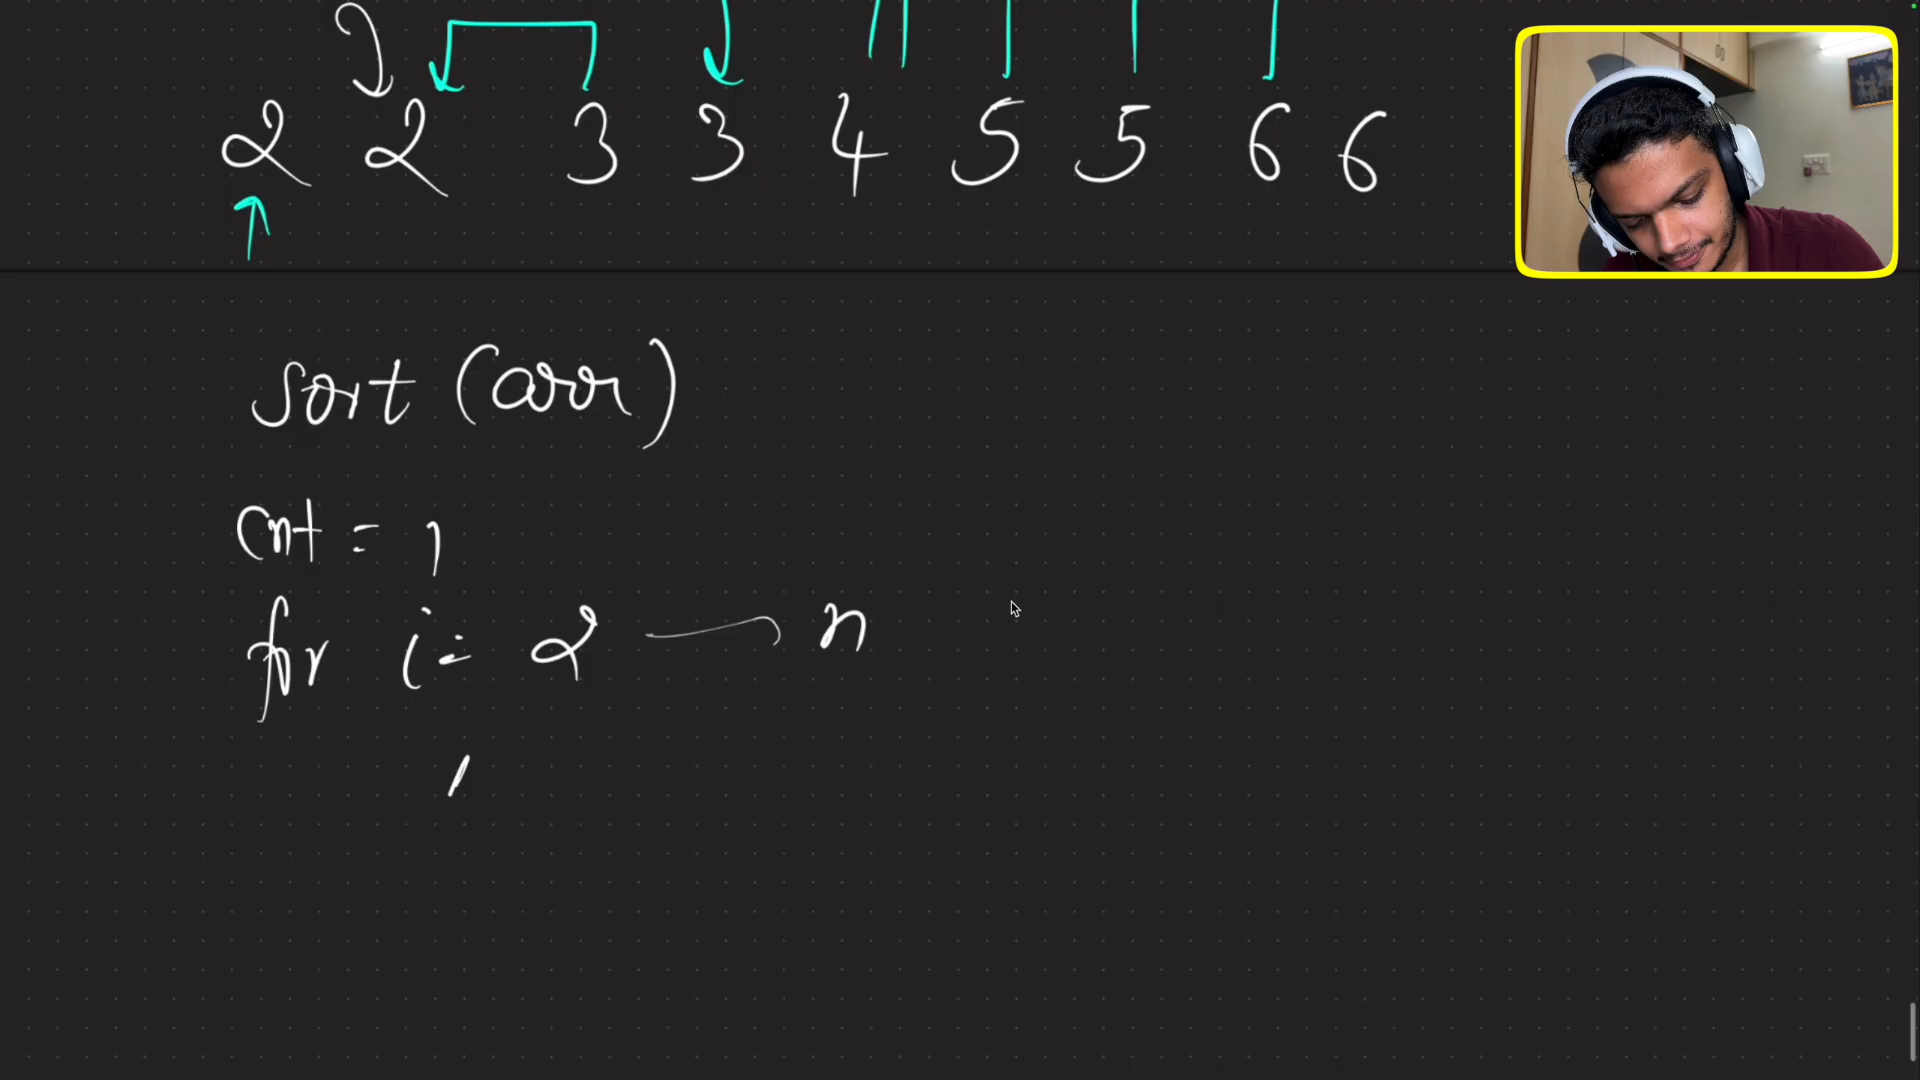 2 2 3 3 4 5 5 6 6
sort (arr)
cnt = 1
for i = 2 n